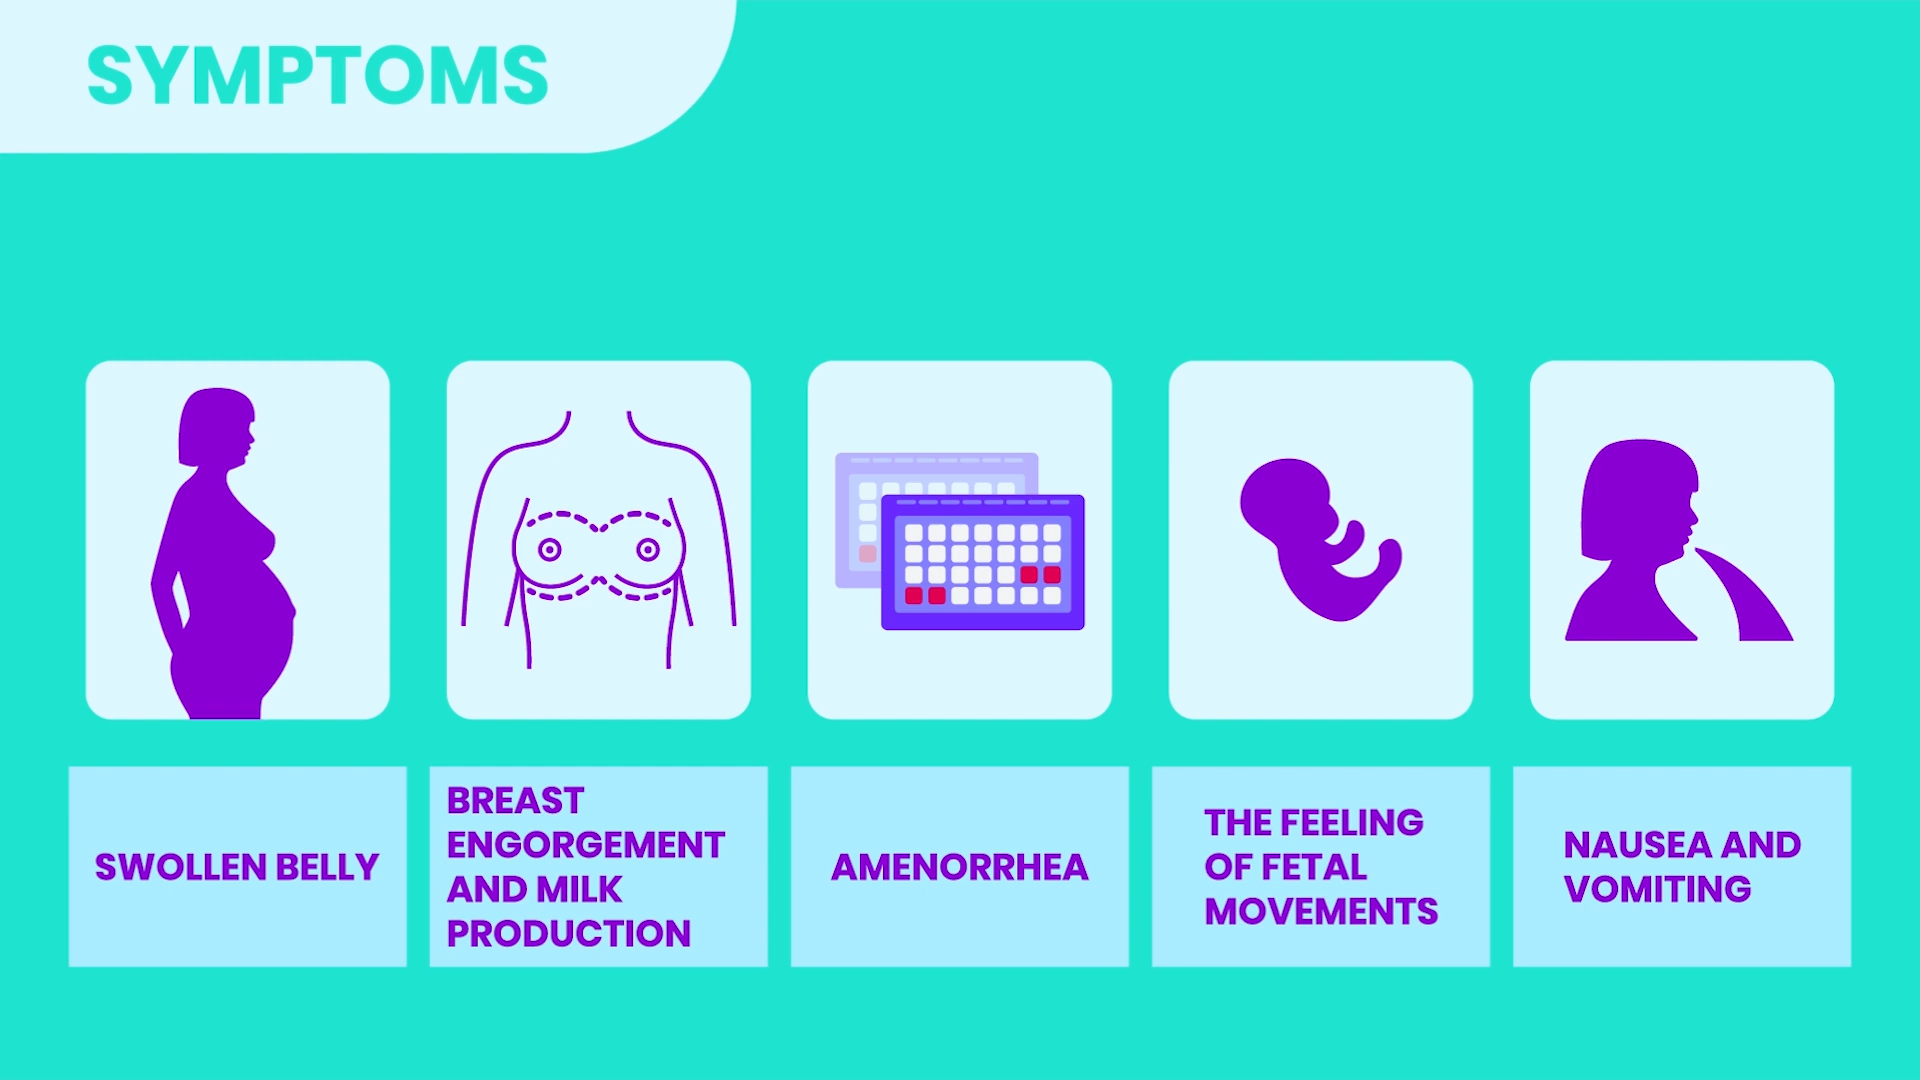 SYMPTOMS
SWOLLEN BELLY
BREAST
ENGORGEMENT
AND MILK
PRODUCTION
AMENORRHEA
THE FEELING
OF FETAL
MOVEMENTS
NAUSEA AND
VOMITING